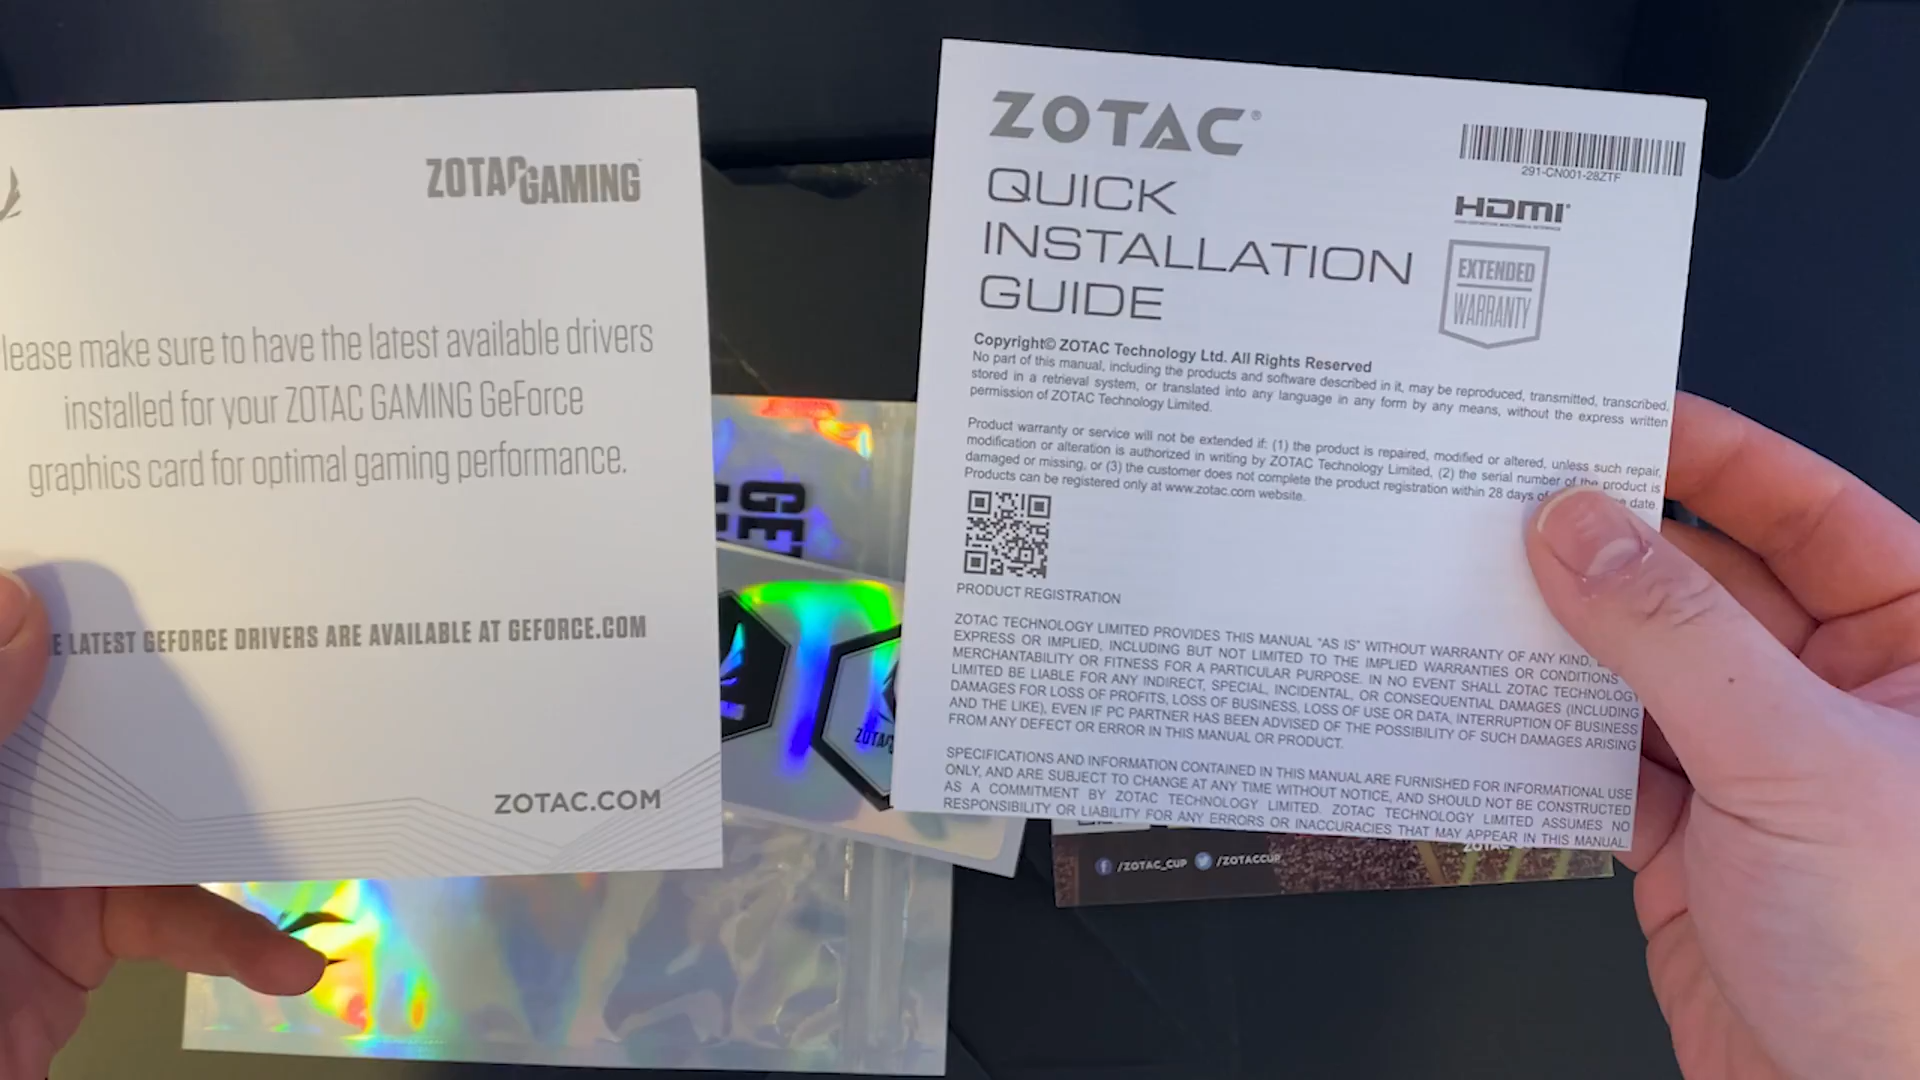 ZOTAC GAMING
lease make sure to have the latest available drivers
installed for your ZOTAC GAMING GeForce
graphics card for optimal gaming performance.
E LATEST GEFORCE DRIVERS ARE AVAILABLE AT GEFORCE.COM
ZOTAC.COM
ZOTAC®
QUICK
INSTALLATION
GUIDE
291-CN001-28ZTF
HDMI®
HIGH-DEFINITION MULTIMEDIA INTERFACE
EXTENDED
WARRANTY
Copyright© ZOTAC Technology Ltd. All Rights Reserved
No part of this manual, including the products and software described in it, may be reproduced, transmitted, transcribed,
stored in a retrieval system, or translated into any language in any form by any means, without the express written
permission of ZOTAC Technology Limited.
Product warranty or service will not be extended if: (1) the product is repaired, modified or altered, unless such repair,
modification or alteration is authorized in writing by ZOTAC Technology Limited, (2) the serial number of the product is
damaged or missing, or (3) the customer does not complete the product registration within 28 days of date.
Products can be registered only at www.zotac.com website.
PRODUCT REGISTRATION
ZOTAC TECHNOLOGY LIMITED PROVIDES THIS MANUAL "AS IS" WITHOUT WARRANTY OF ANY KIND,
EXPRESS OR IMPLIED, INCLUDING BUT NOT LIMITED TO THE IMPLIED WARRANTIES OR CONDITIONS
MERCHANTABILITY OR FITNESS FOR A PARTICULAR PURPOSE. IN NO EVENT SHALL ZOTAC TECHNOLOGY
LIMITED BE LIABLE FOR ANY INDIRECT, SPECIAL, INCIDENTAL, OR CONSEQUENTIAL DAMAGES (INCLUDING
DAMAGES FOR LOSS OF PROFITS, LOSS OF BUSINESS, LOSS OF USE OR DATA, INTERRUPTION OF BUSINESS
AND THE LIKE), EVEN IF PC PARTNER HAS BEEN ADVISED OF THE POSSIBILITY OF SUCH DAMAGES ARISING
FROM ANY DEFECT OR ERROR IN THIS MANUAL OR PRODUCT.
SPECIFICATIONS AND INFORMATION CONTAINED IN THIS MANUAL ARE FURNISHED FOR INFORMATIONAL USE
ONLY, AND ARE SUBJECT TO CHANGE AT ANY TIME WITHOUT NOTICE, AND SHOULD NOT BE CONSTRUCTED
AS A COMMITMENT BY ZOTAC TECHNOLOGY LIMITED. ZOTAC TECHNOLOGY LIMITED ASSUMES NO
RESPONSIBILITY OR LIABILITY FOR ANY ERRORS OR INACCURACIES THAT MAY APPEAR IN THIS MANUAL.
GE
ZOTAC
/ZOTAC_CUP /ZOTACCUP
ZOTAC